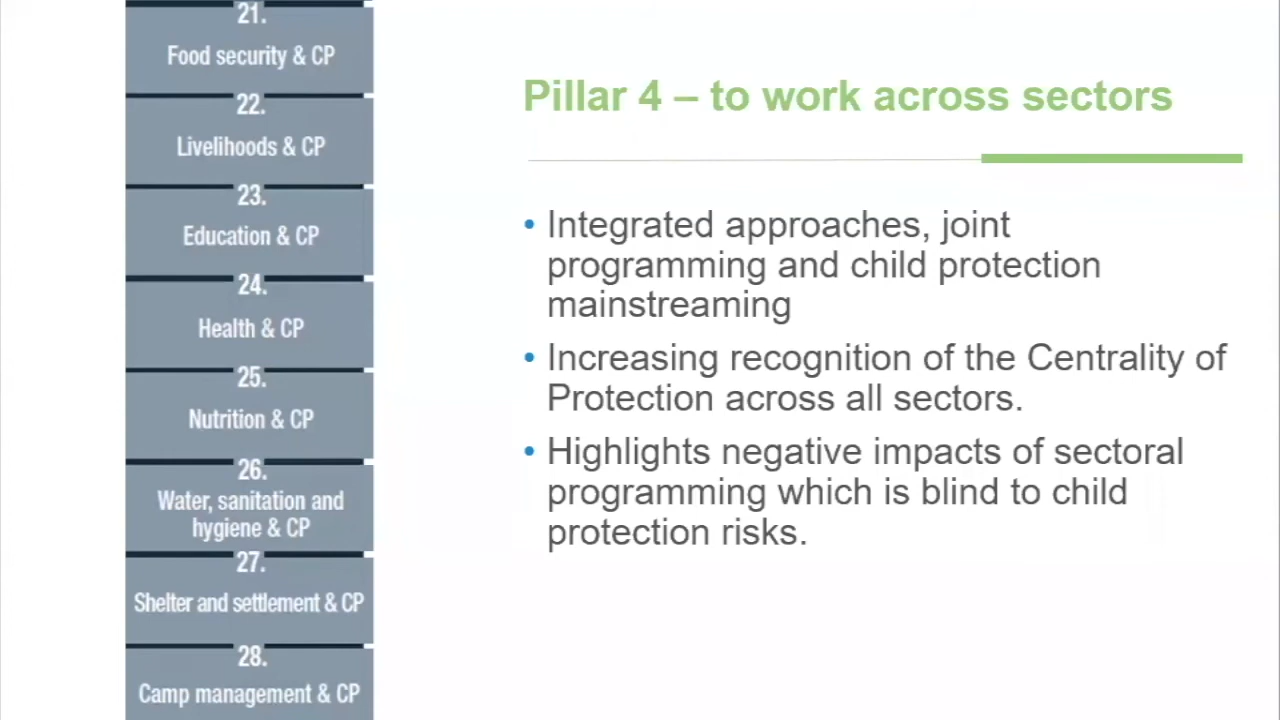 21.
Food security & CP
22.
Livelihoods & CP
23.
Education & CP
24.
Health & CP
25.
Nutrition & CP
26.
Water, sanitation and
hygiene & CP
27.
Shelter and settlement & CP
28.
Camp management & CP
Pillar 4 – to work across sectors
• Integrated approaches, joint
programming and child protection
mainstreaming
• Increasing recognition of the Centrality of
Protection across all sectors.
• Highlights negative impacts of sectoral
programming which is blind to child
protection risks.